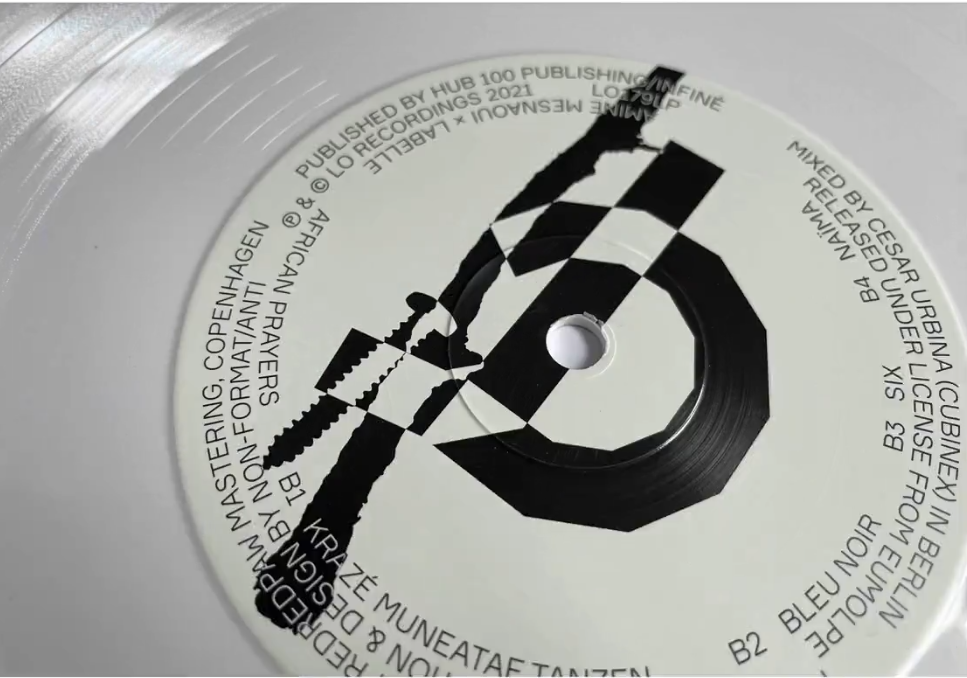 PUBLISHED BY HUB 100 PUBLISHING/INFINÉ
℗ & © LO RECORDINGS 2021
LO179LP
AMINE MESNAOUI × LABELLE
AFRICAN PRAYERS
B1 KRAZÉ TANZEN
B2 BLEU NOIR
B3 SIX
B4 NAÏMA
MIXED BY CESAR URBINA (CUBINEX) IN BERLIN
RELEASED UNDER LICENSE FROM EUMOLPE
REDREDPAW MASTERING, COPENHAGEN
& DESIGN BY NON-FORMAT/ANTI